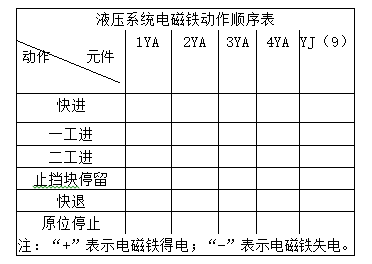 液压系统电磁铁动作顺序表
动作 元件 1YA 2YA 3YA 4YA YJ（9）
快进
一工进
二工进
止挡块停留
快退
原位停止
注：“+”表示电磁铁得电；“-”表示电磁铁失电。